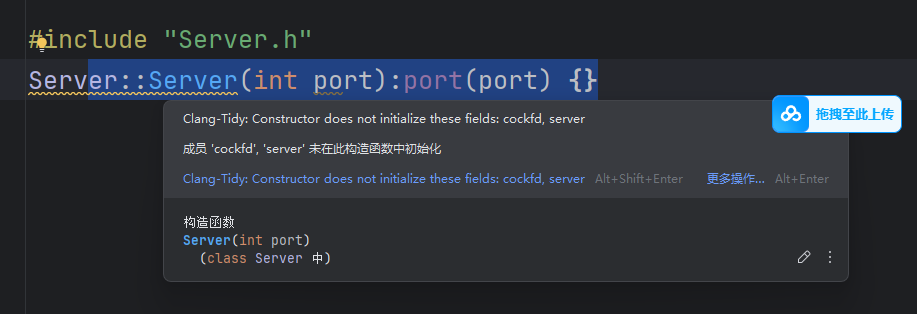 #include "Server.h"
Server::Server(int port):port(port) {}
Clang-Tidy: Constructor does not initialize these fields: cockfd, server
拖拽至此上传
成员 'cockfd', 'server' 未在此构造函数中初始化
Clang-Tidy: Constructor does not initialize these fields: cockfd, server Alt+Shift+Enter 更多操作... Alt+Enter
构造函数
Server(int port)
(class Server 中)